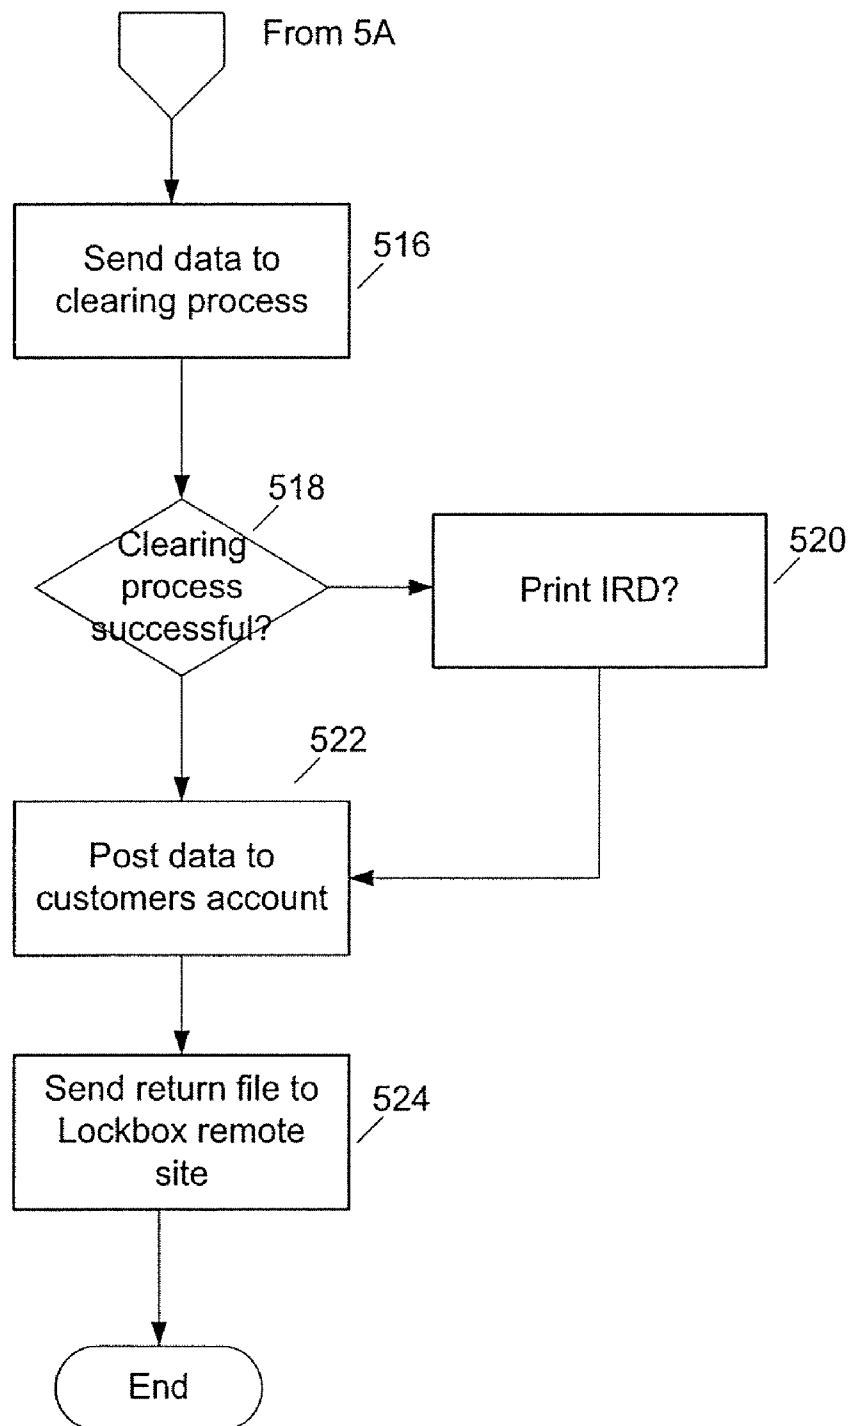 From 5A
Send data to
clearing process
516
518
Clearing
process
successful?
Print IRD?
520
522
Post data to
customers account
Send return file to
Lockbox remote
site
524
End